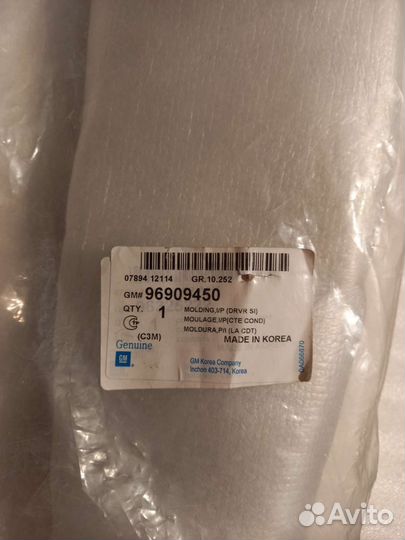 07894 12114 GR.10.252
GM# 96909450
QTY. 1 MOLDING,I/P (DRVR SI)
MOULAGE,I/P(CTE COND)
MOLDURA,P/I (LA CDT)
(C3M) MADE IN KOREA
Genuine
GM
GM Korea Company
Inchon 403-714, Korea
Avito